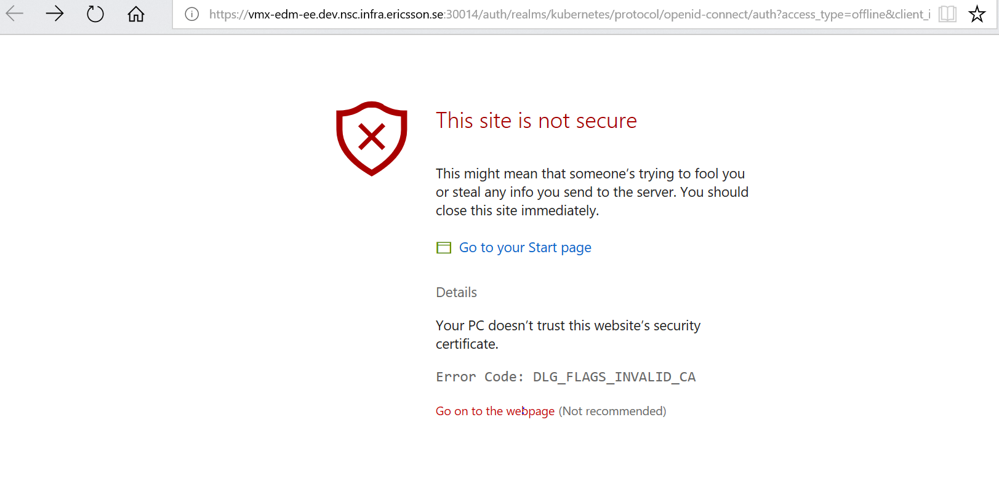 https://vmx-edm-ee.dev.nsc.infra.ericsson.se:30014/auth/realms/kubernetes/protocol/openid-connect/auth?access_type=offline&client_i
This site is not secure
This might mean that someone’s trying to fool you
or steal any info you send to the server. You should
close this site immediately.
Go to your Start page
Details
Your PC doesn’t trust this website’s security
certificate.
Error Code: DLG_FLAGS_INVALID_CA
Go on to the webpage (Not recommended)